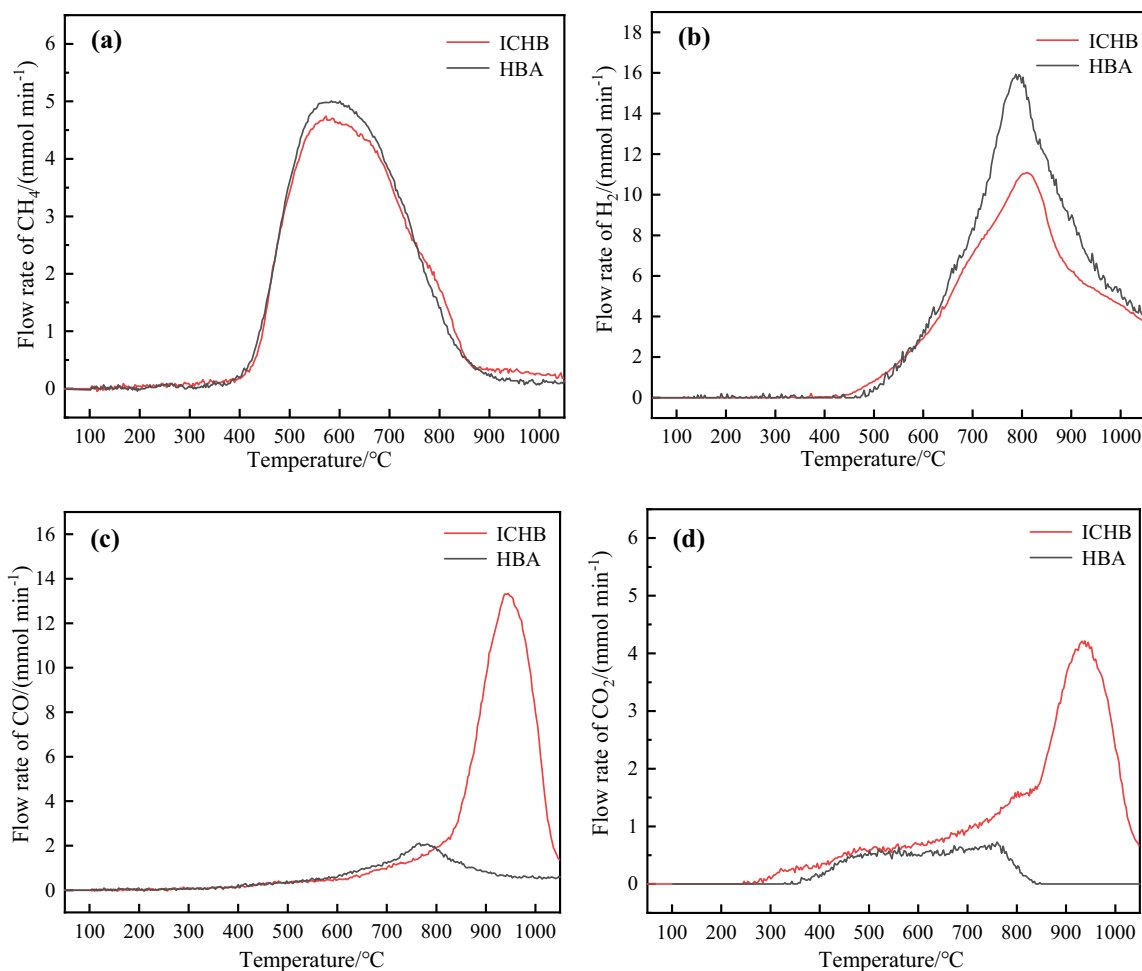 (a)
ICHB
HBA
Flow rate of CH₄/(mmol min⁻¹)
6
5
4
3
2
1
0
100 200 300 400 500 600 700 800 900 1000
Temperature/°C
(b)
ICHB
HBA
Flow rate of H₂/(mmol min⁻¹)
18
16
14
12
10
8
6
4
2
0
100 200 300 400 500 600 700 800 900 1000
Temperature/°C
(c)
ICHB
HBA
Flow rate of CO/(mmol min⁻¹)
16
14
12
10
8
6
4
2
0
100 200 300 400 500 600 700 800 900 1000
Temperature/°C
(d)
ICHB
HBA
Flow rate of CO₂/(mmol min⁻¹)
6
5
4
3
2
1
0
100 200 300 400 500 600 700 800 900 1000
Temperature/°C